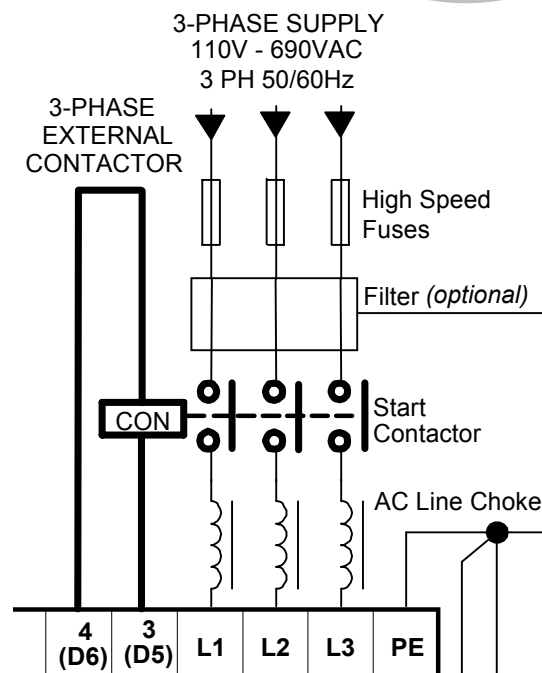 3-PHASE SUPPLY
110V - 690VAC
3 PH 50/60Hz
3-PHASE
EXTERNAL
CONTACTOR
High Speed
Fuses
Filter (optional)
CON
Start
Contactor
AC Line Choke
4
(D6)
3
(D5)
L1
L2
L3
PE